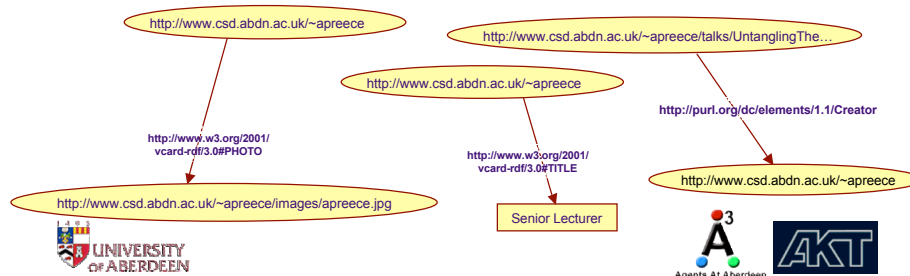 http://www.csd.abdn.ac.uk/~apreece
http://www.csd.abdn.ac.uk/~apreece/talks/UntanglingThe…
http://www.csd.abdn.ac.uk/~apreece
http://purl.org/dc/elements/1.1/Creator
http://www.w3.org/2001/
vcard-rdf/3.0#PHOTO
http://www.w3.org/2001/
vcard-rdf/3.0#TITLE
http://www.csd.abdn.ac.uk/~apreece
http://www.csd.abdn.ac.uk/~apreece/images/apreece.jpg
Senior Lecturer
1 4 9 5
UNIVERSITY
OF ABERDEEN
A3
Agents At Aberdeen
AKT